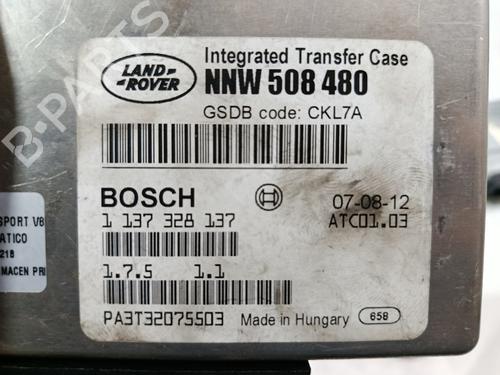 LAND-
-ROVER
Integrated Transfer Case
NNW 508 480
GSDB code: CKL7A
BOSCH
07-08-12
1 137 328 137
ATC01.03
1.7.5 1.1
PA3T32075503
Made in Hungary
658
SPORT V8
ATICO
218
MACEN PRI
B-PARTS